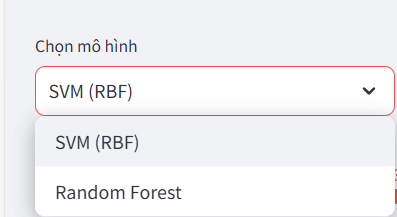 Chọn mô hình
SVM (RBF)
SVM (RBF)
Random Forest